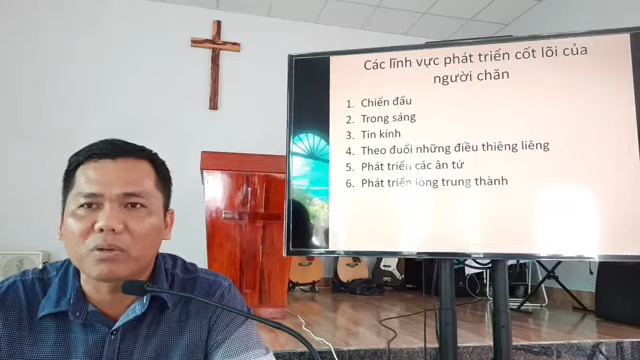 Các lĩnh vực phát triển cốt lõi của
người chăn
1. Chiến đấu
2. Trong sáng
3. Tin kính
4. Theo đuổi những điều thiêng liêng
5. Phát triển các ân tứ
6. Phát triển lòng trung thành